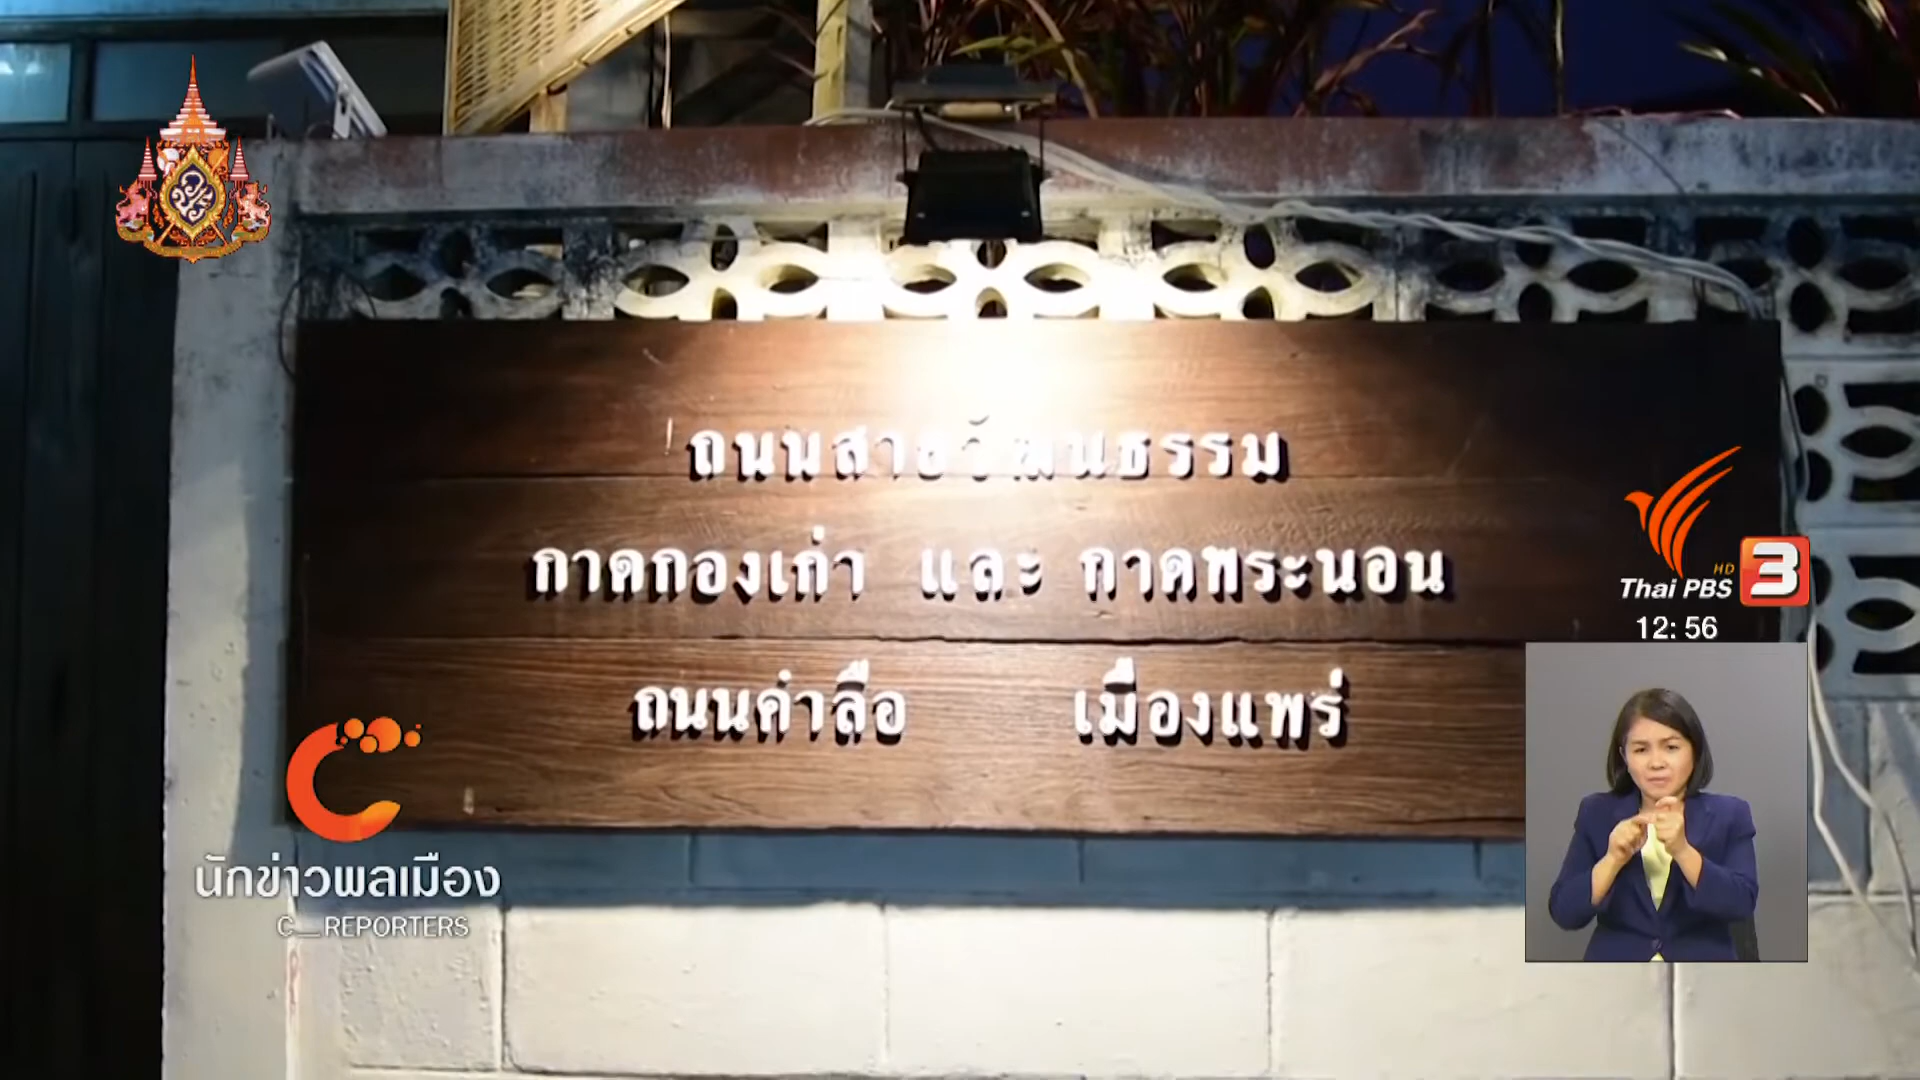 ถนนสายวัฒนธรรม
กาดกองเก่า และ กาดพระนอน
ถนนคำลือ เมืองแพร่
HD
Thai PBS 3
12:56
นักข่าวพลเมือง
C_REPORTERS